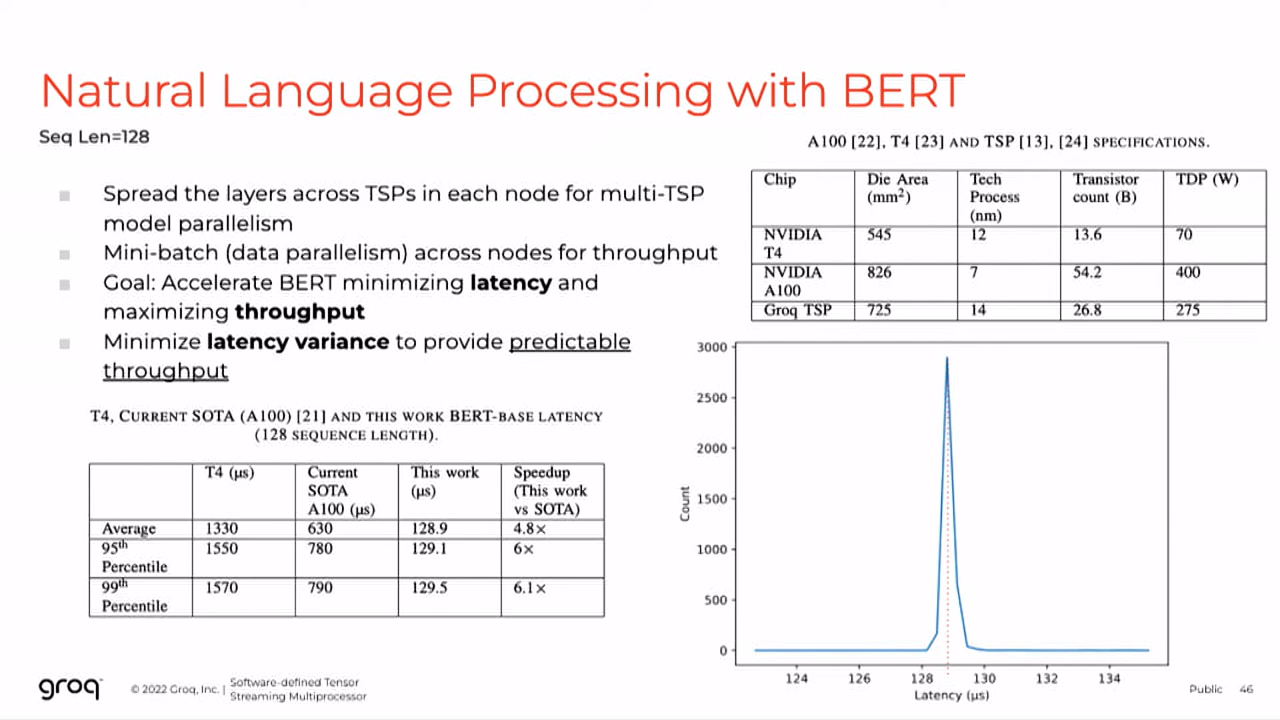 Natural Language Processing with BERT
Seq Len=128
Spread the layers across TSPs in each node for multi-TSP
model parallelism
Mini-batch (data parallelism) across nodes for throughput
Goal: Accelerate BERT minimizing latency and
maximizing throughput
Minimize latency variance to provide predictable
throughput
T4, CURRENT SOTA (A100) [21] AND THIS WORK BERT-BASE LATENCY
(128 SEQUENCE LENGTH).
T4 (μs) Current This work Speedup
SOTA (μs) (This work
A100 (μs) vs SOTA)
Average 1330 630 128.9 4.8×
95th 1550 780 129.1 6×
Percentile
99th 1570 790 129.5 6.1×
Percentile
A100 [22], T4 [23] AND TSP [13], [24] SPECIFICATIONS.
Chip Die Area Tech Transistor TDP (W)
(mm2) Process count (B)
(nm)
NVIDIA 545 12 13.6 70
T4
NVIDIA 826 7 54.2 400
A100
Groq TSP 725 14 26.8 275
3000
2500
2000
1500
1000
500
0
Count
124 126 128 130 132 134
Latency (μs)
groq
© 2022 Groq, Inc. | Software-defined Tensor
Streaming Multiprocessor
Public 46